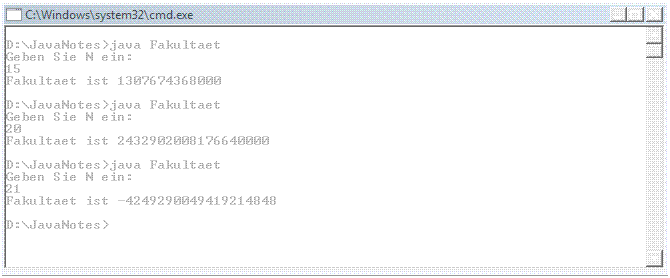 C:\Windows\system32\cmd.exe
D:\JavaNotes>java Fakultaet
Geben Sie N ein:
15
Fakultaet ist 1307674368000
D:\JavaNotes>java Fakultaet
Geben Sie N ein:
20
Fakultaet ist 2432902008176640000
D:\JavaNotes>java Fakultaet
Geben Sie N ein:
21
Fakultaet ist -4249290049419214848
D:\JavaNotes>